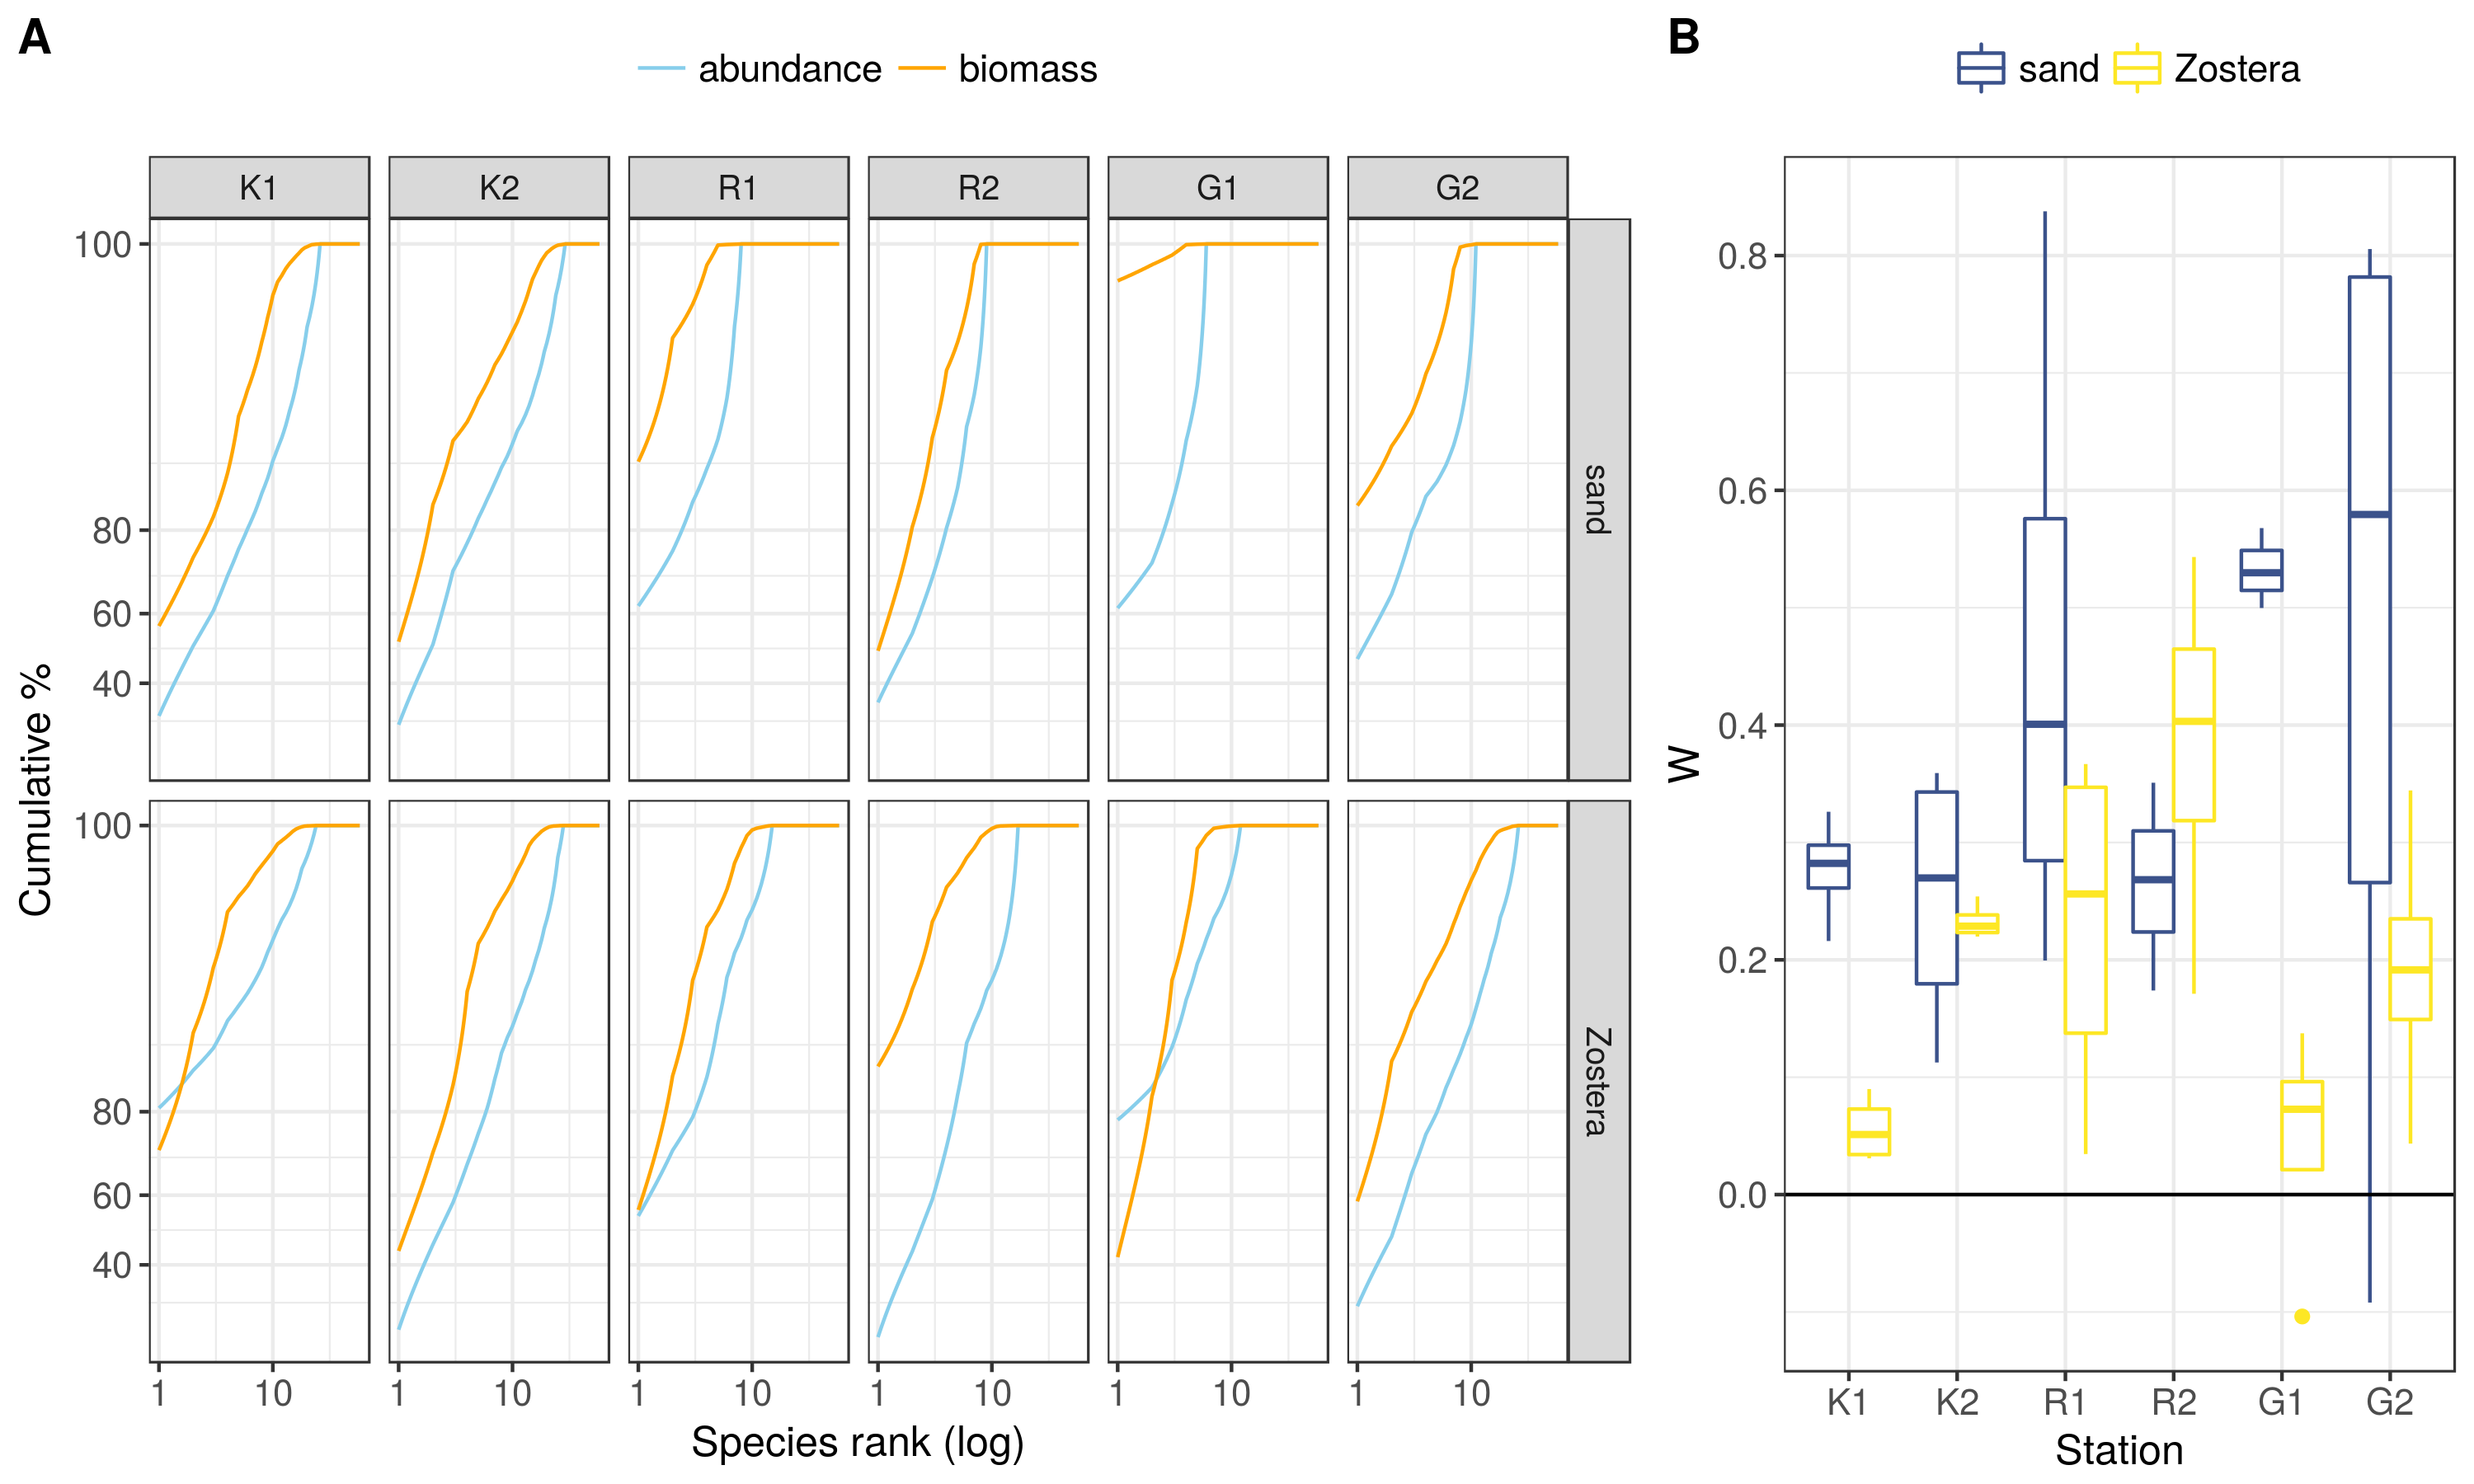 A
abundance biomass
K1 K2 R1 R2 G1 G2
100
80
60
40
sand
100
80
60
40
Zostera
Cumulative %
1 10 1 10 1 10 1 10 1 10 1 10
Species rank (log)
B
sand Zostera
0.8
0.6
0.4
0.2
0.0
W
K1 K2 R1 R2 G1 G2
Station